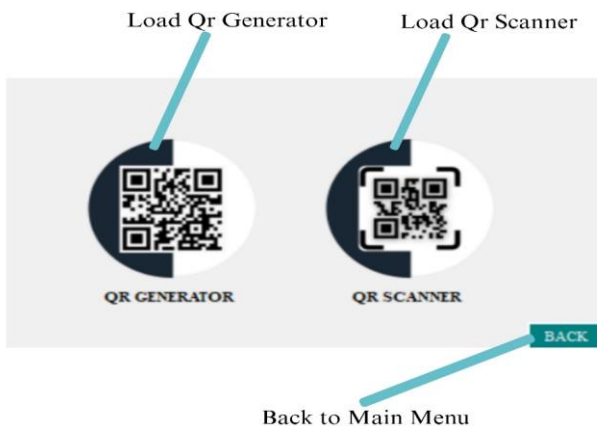 Load Qr Generator
Load Qr Scanner
QR GENERATOR
QR SCANNER
BACK
Back to Main Menu